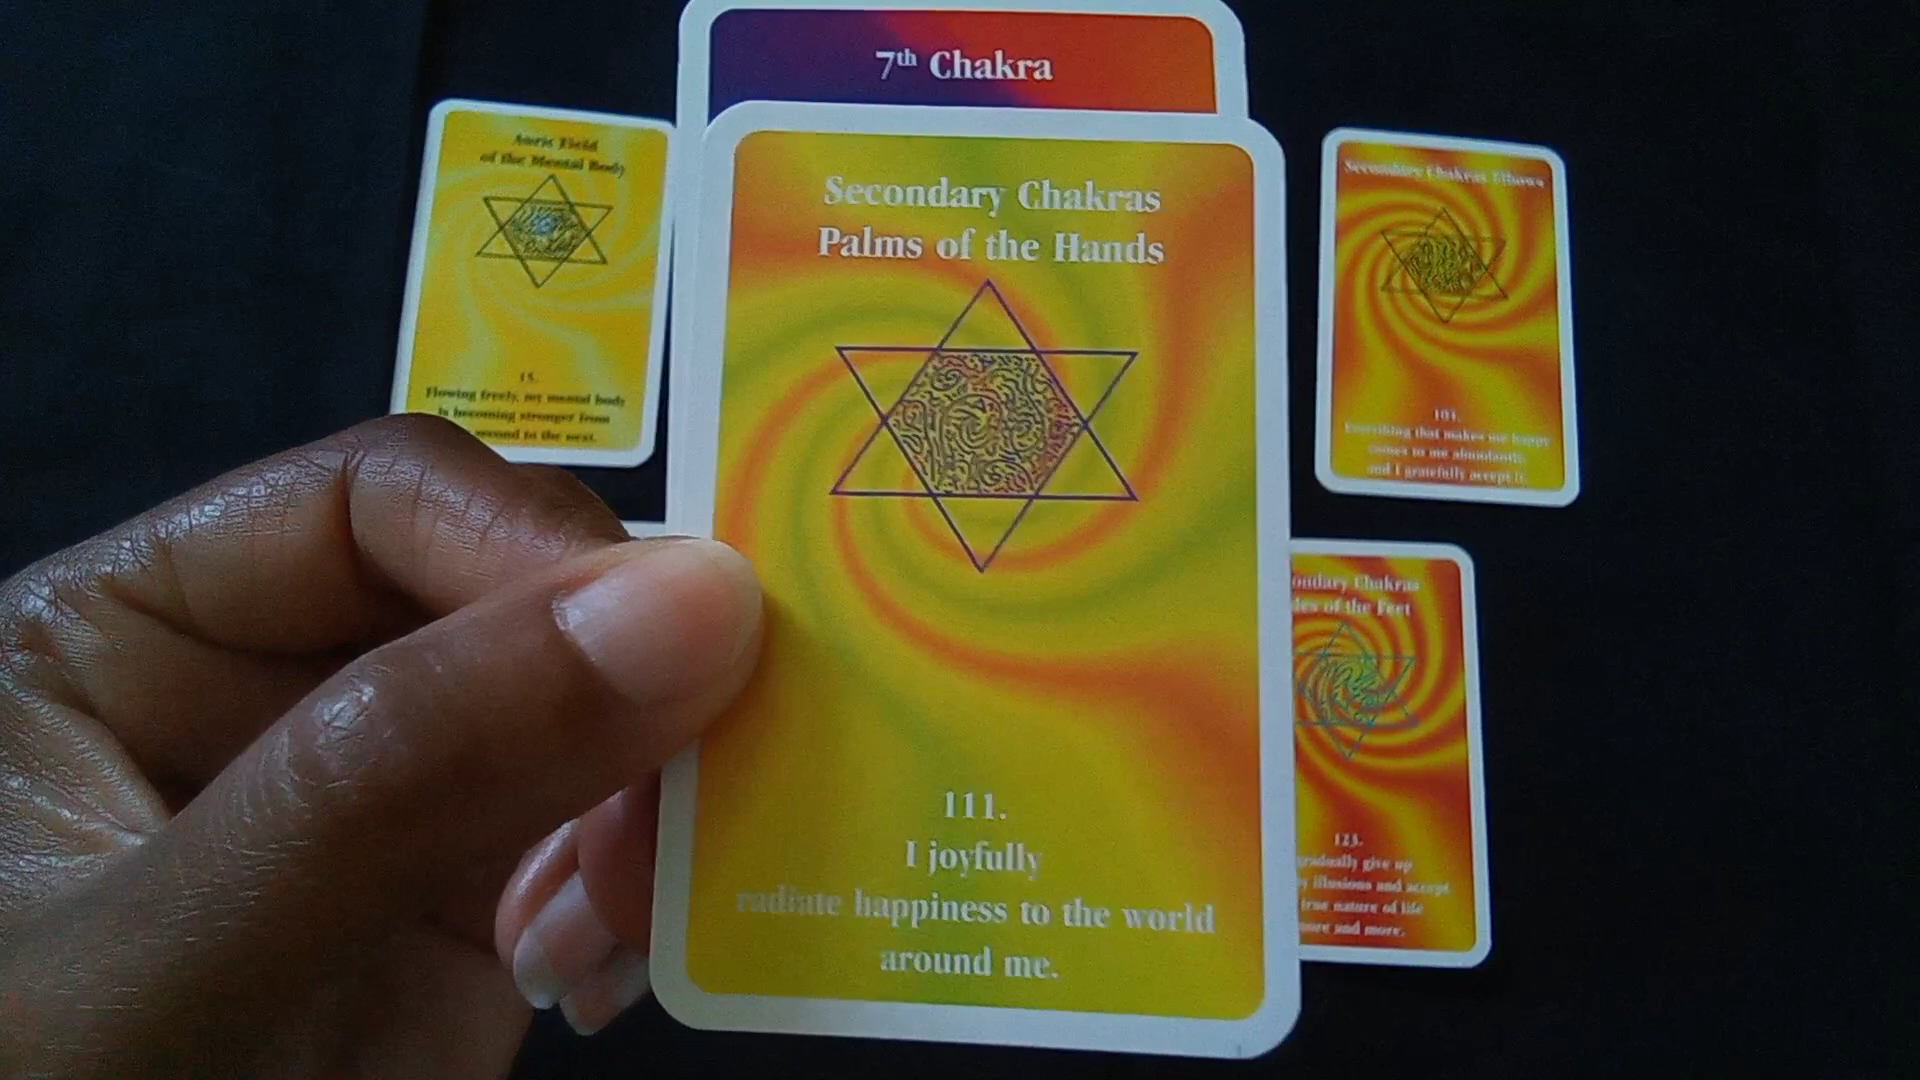 7th Chakra
Secondary Chakras
Palms of the Hands
111.
I joyfully
radiate happiness to the world
around me.
Auric Field
of the Mental Body
15.
Flowing freely, my mental body
is becoming stronger from
second to the next.
Secondary Chakras Elbows
Everything that makes me happy
comes to me abundantly,
and I gratefully accept it.
Chakras
of the Feet
123.
gradually give up
illusions and accept
true nature of life
more and more.